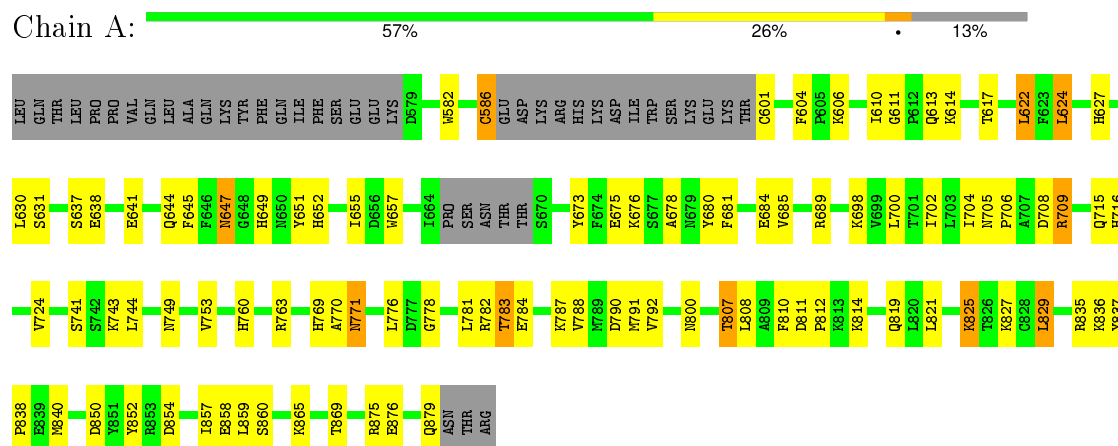 Chain A:
57% 26% • 13%
LEU GLN THR LEU PRO PRO VAL GLN LEU ALA GLN LYS TYR PHE GLN ILE PHE SER GLU GLU LYS D579 W582 C586 GLU ASP LYS ARG HIS LYS ASP ILE TRP SER LYS GLU LYS THR C601 F604 P605 K606 I610 G611 P612 Q613 K614 T617 L622 F623 L624 H627
L630 S631 S637 E638 E641 Q644 F645 F646 N647 G648 H649 N650 Y651 H652 I655 D656 W657 I664 PRO SER ASN THR THR S670 Y673 F674 E675 K676 S677 A678 N679 Y680 F681 E684 V685 R689 K698 V699 L700 T701 I702 L703 I704 N705 P706 A707 D708 R709 Q715 H716
V724 S741 S742 K743 L744 N749 V753 H760 R763 H769 A770 N771 L776 D777 G778 L781 R782 T783 E784 K787 V788 M789 D790 M791 V792 N800 T807 L808 A809 F810 D811 P812 K813 K814 Q819 L820 L821 K825 T826 K827 C828 L829 R835 K836 Y837
P838 E839 M840 D850 Y851 Y852 R853 D854 I857 E858 L859 S860 K865 T869 R875 E876 Q879 ASN THR ARG